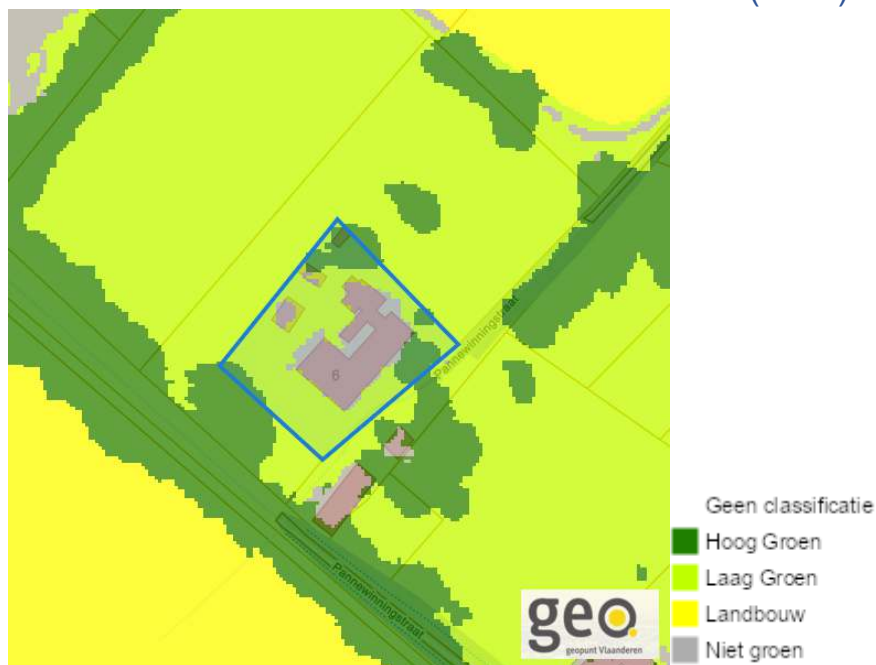 6
Pannewinningstraat
Pannewinningstraat
geo
geopunt Vlaanderen
Geen classificatie
Hoog Groen
Laag Groen
Landbouw
Niet groen